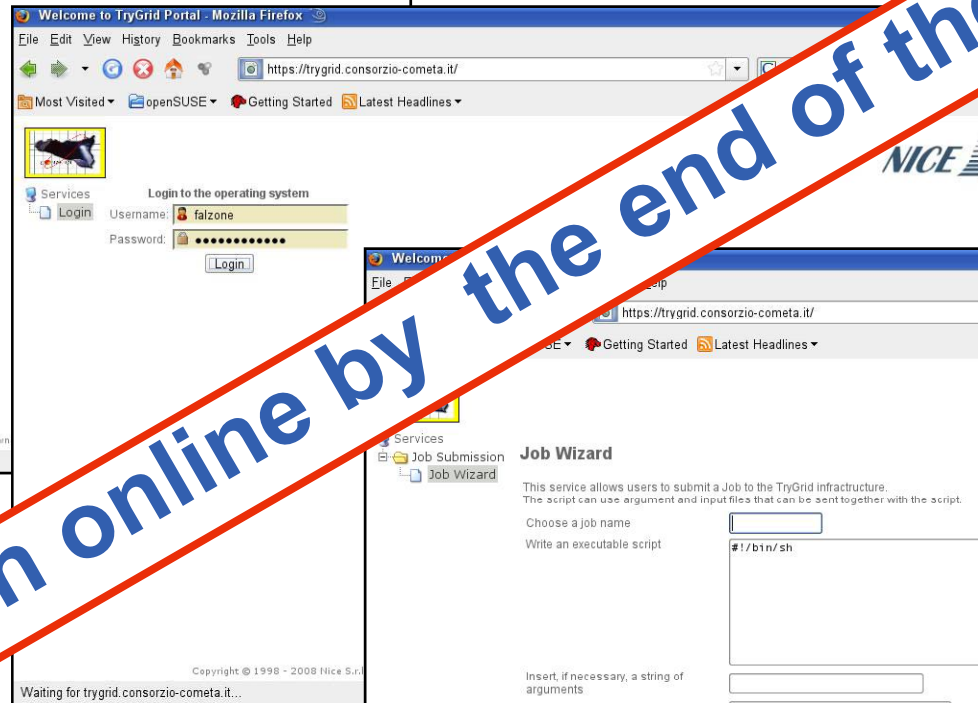 Welcome to TryGrid Portal - Mozilla Firefox
File Edit View History Bookmarks Tools Help
https://trygrid.consorzio-cometa.it/
Most Visited openSUSE Getting Started Latest Headlines
NICE
Services
Login
Login to the operating system
Username: falzone
Password: ●●●●●●●●●●●●
Login
Copyright © 1998 - 2008 Nice S.r.l
Waiting for trygrid.consorzio-cometa.it...
online by the end of
https://trygrid.consorzio-cometa.it/
Getting Started Latest Headlines
Services
Job Submission
Job Wizard
Job Wizard
This service allows users to submit a Job to the TryGrid infractructure.
The script can use argument and input files that can be sent together with the script.
Choose a job name
Write an executable script
#!/bin/sh
Insert, if necessary, a string of
arguments